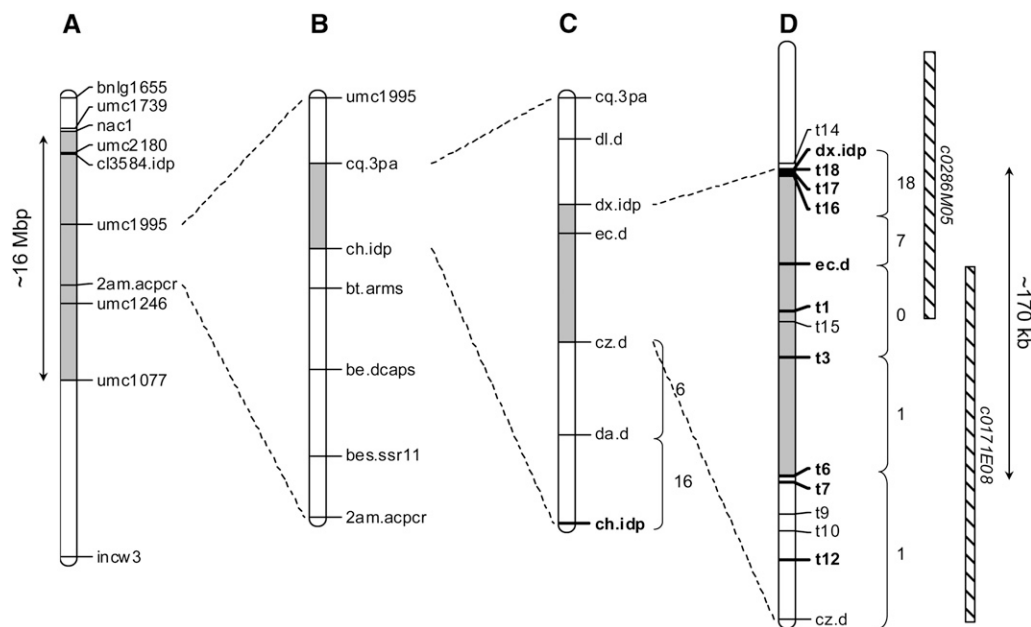 A
B
C
D
bnlg1655
umc1739
nac1
umc2180
cl3584.idp
umc1995
2am.acpcr
umc1246
umc1077
incw3
~16 Mbp
umc1995
cq.3pa
ch.idp
bt.arms
be.dcaps
bes.ssr11
2am.acpcr
cq.3pa
dl.d
dx.idp
ec.d
cz.d
da.d
ch.idp
6
16
t14
dx.idp
t18
t17
t16
ec.d
t1
t15
t3
t6
t7
t9
t10
t12
cz.d
18
7
0
1
1
c0286M05
c0171E08
~170 kb